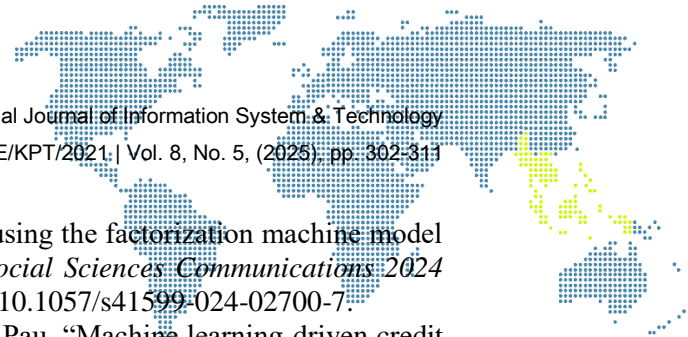 al Journal of Information System & Technology
E/KPT/2021 | Vol. 8, No. 5, (2025), pp. 302-311
using the factorization machine model
ocial Sciences Communications 2024
10.1057/s41599-024-02700-7.
Pau, “Machine learning-driven credit